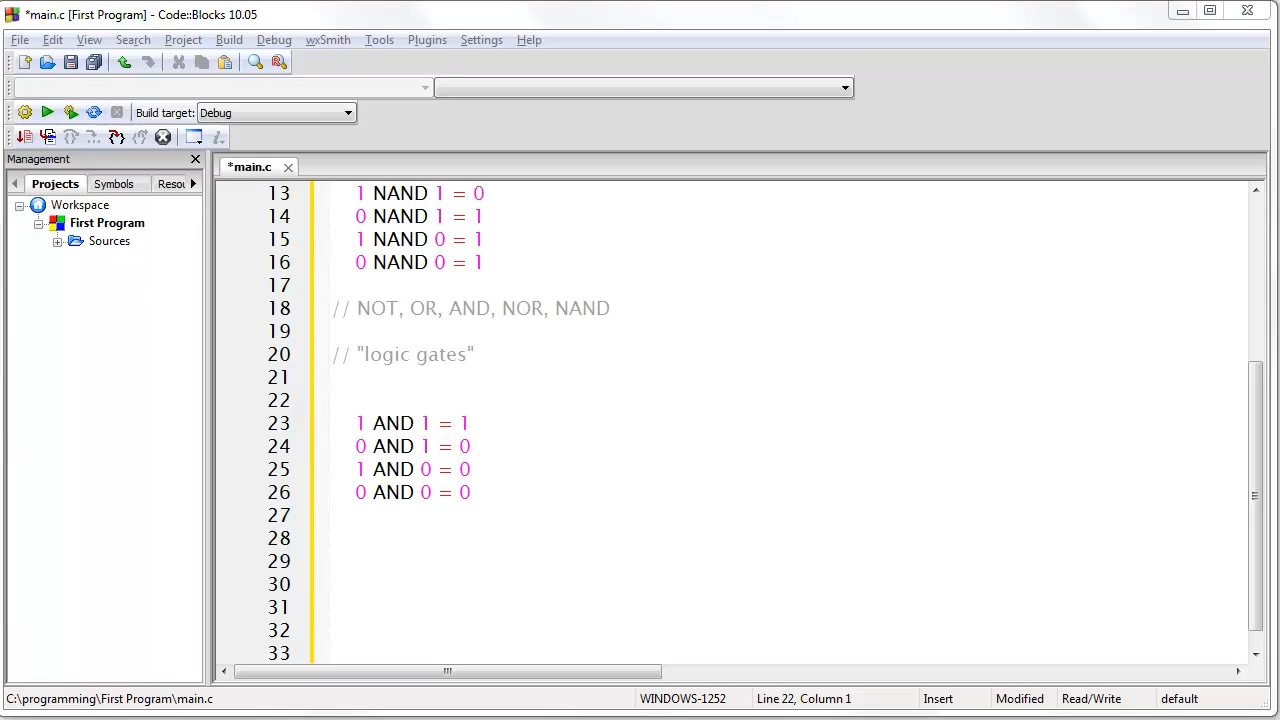 *main.c [First Program] - Code::Blocks 10.05
File Edit View Search Project Build Debug wxSmith Tools Plugins Settings Help
Build target: Debug
Management
*main.c
Projects Symbols Resou
Workspace
First Program
Sources
13 1 NAND 1 = 0
14 0 NAND 1 = 1
15 1 NAND 0 = 1
16 0 NAND 0 = 1
17
18 // NOT, OR, AND, NOR, NAND
19
20 // "logic gates"
21
22
23 1 AND 1 = 1
24 0 AND 1 = 0
25 1 AND 0 = 0
26 0 AND 0 = 0
27
28
29
30
31
32
33
C:\programming\First Program\main.c WINDOWS-1252 Line 22, Column 1 Insert Modified Read/Write default